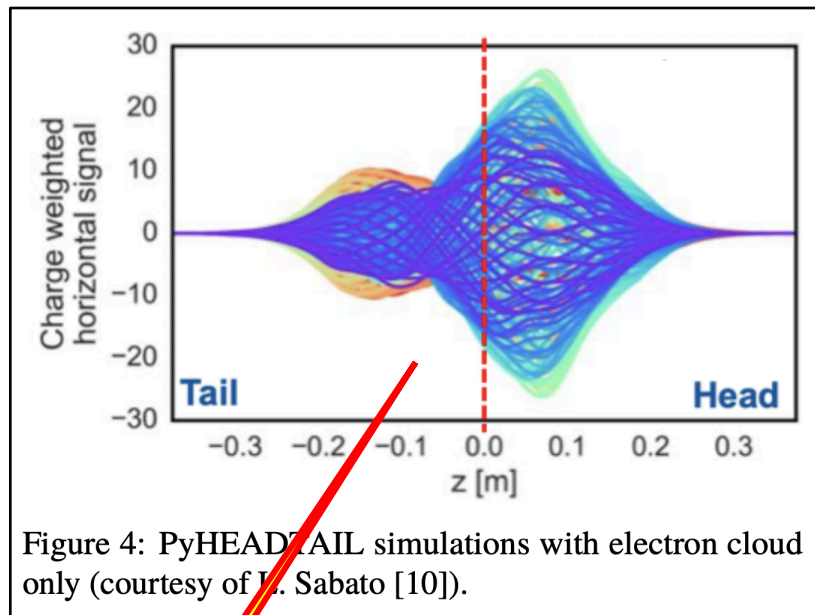 30
20
10
0
−10
−20
−30
Charge weighted
horizontal signal
Tail
Head
−0.3 −0.2 −0.1 0.0 0.1 0.2 0.3
z [m]
Figure 4: PyHEADTAIL simulations with electron cloud
only (courtesy of L. Sabato [10]).